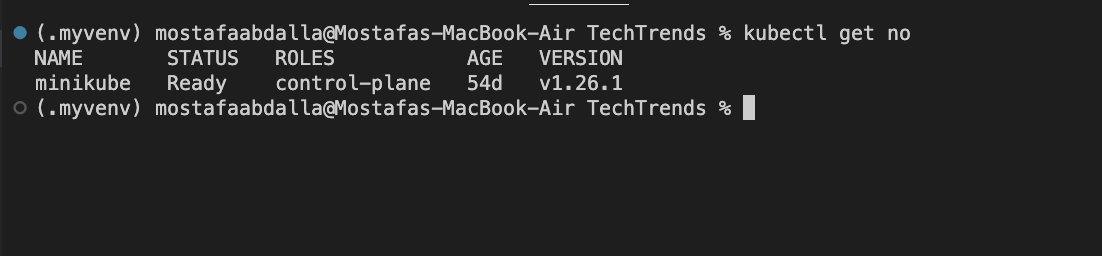 (.myvenv) mostafaabdalla@Mostafas-MacBook-Air TechTrends % kubectl get no
NAME STATUS ROLES AGE VERSION
minikube Ready control-plane 54d v1.26.1
(.myvenv) mostafaabdalla@Mostafas-MacBook-Air TechTrends %